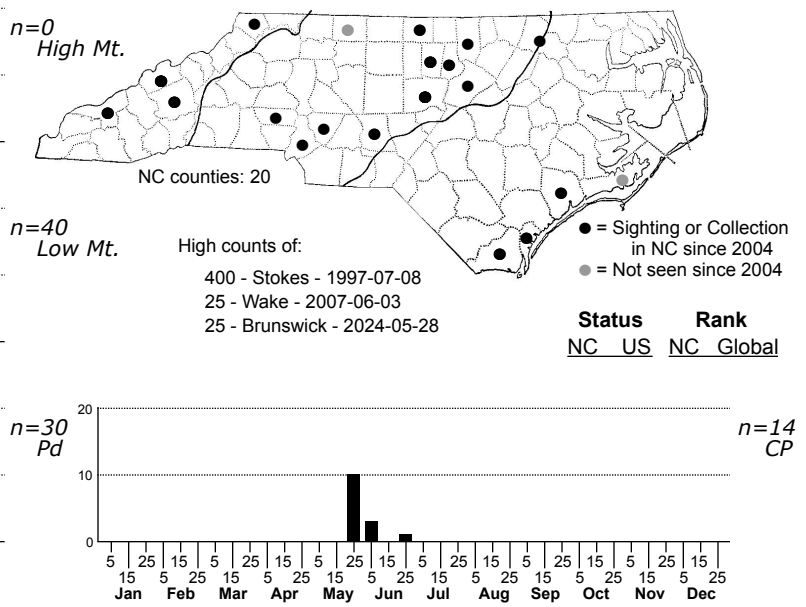 n=0
High Mt.
NC counties: 20
n=40
Low Mt.
High counts of:
400 - Stokes - 1997-07-08
25 - Wake - 2007-06-03
25 - Brunswick - 2024-05-28
= Sighting or Collection
in NC since 2004
= Not seen since 2004
Status Rank
NC US NC Global
n=30
Pd
n=14
CP
20
10
0
5 25 15 5 25 15 5 25 15 5 25 15 5 25 15 5 25 15
15 5 25 15 5 25 15 5 25 15 5 25 15 5 25 15 5 25
Jan Feb Mar Apr May Jun Jul Aug Sep Oct Nov Dec